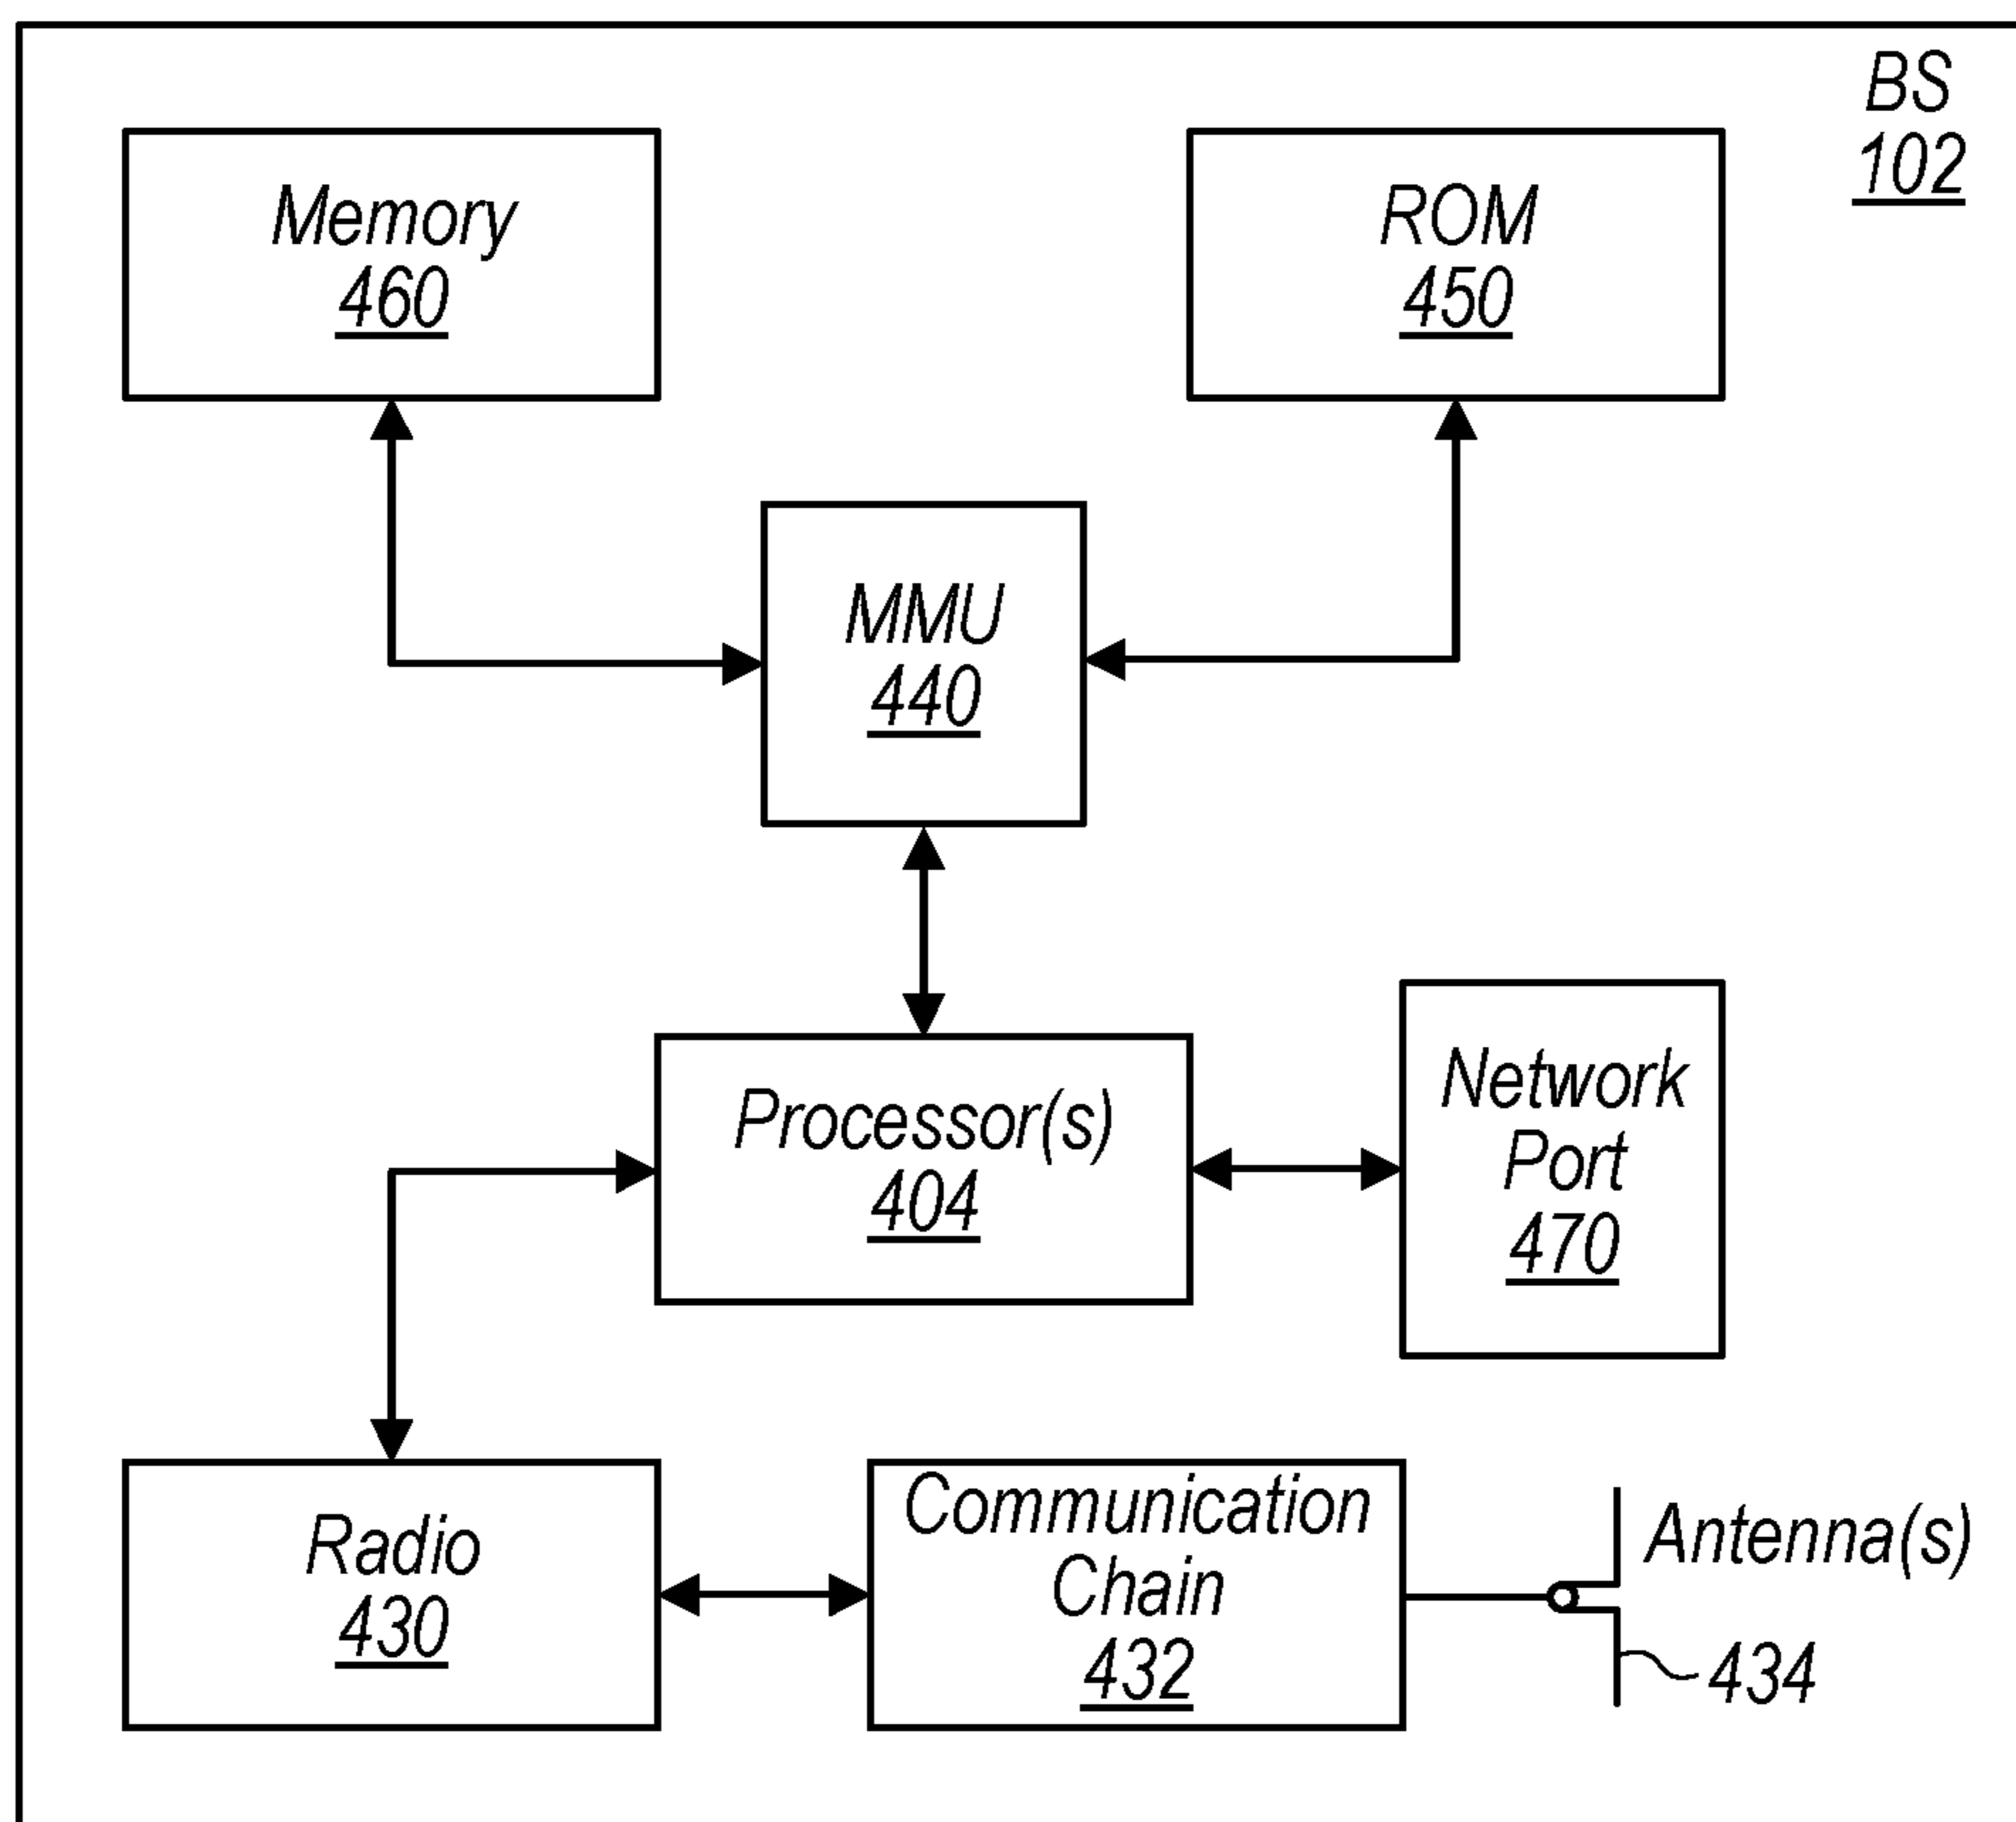 BS
102
Memory
460
ROM
450
MMU
440
Processor(s)
404
Network
Port
470
Radio
430
Communication
Chain
432
Antenna(s)
434